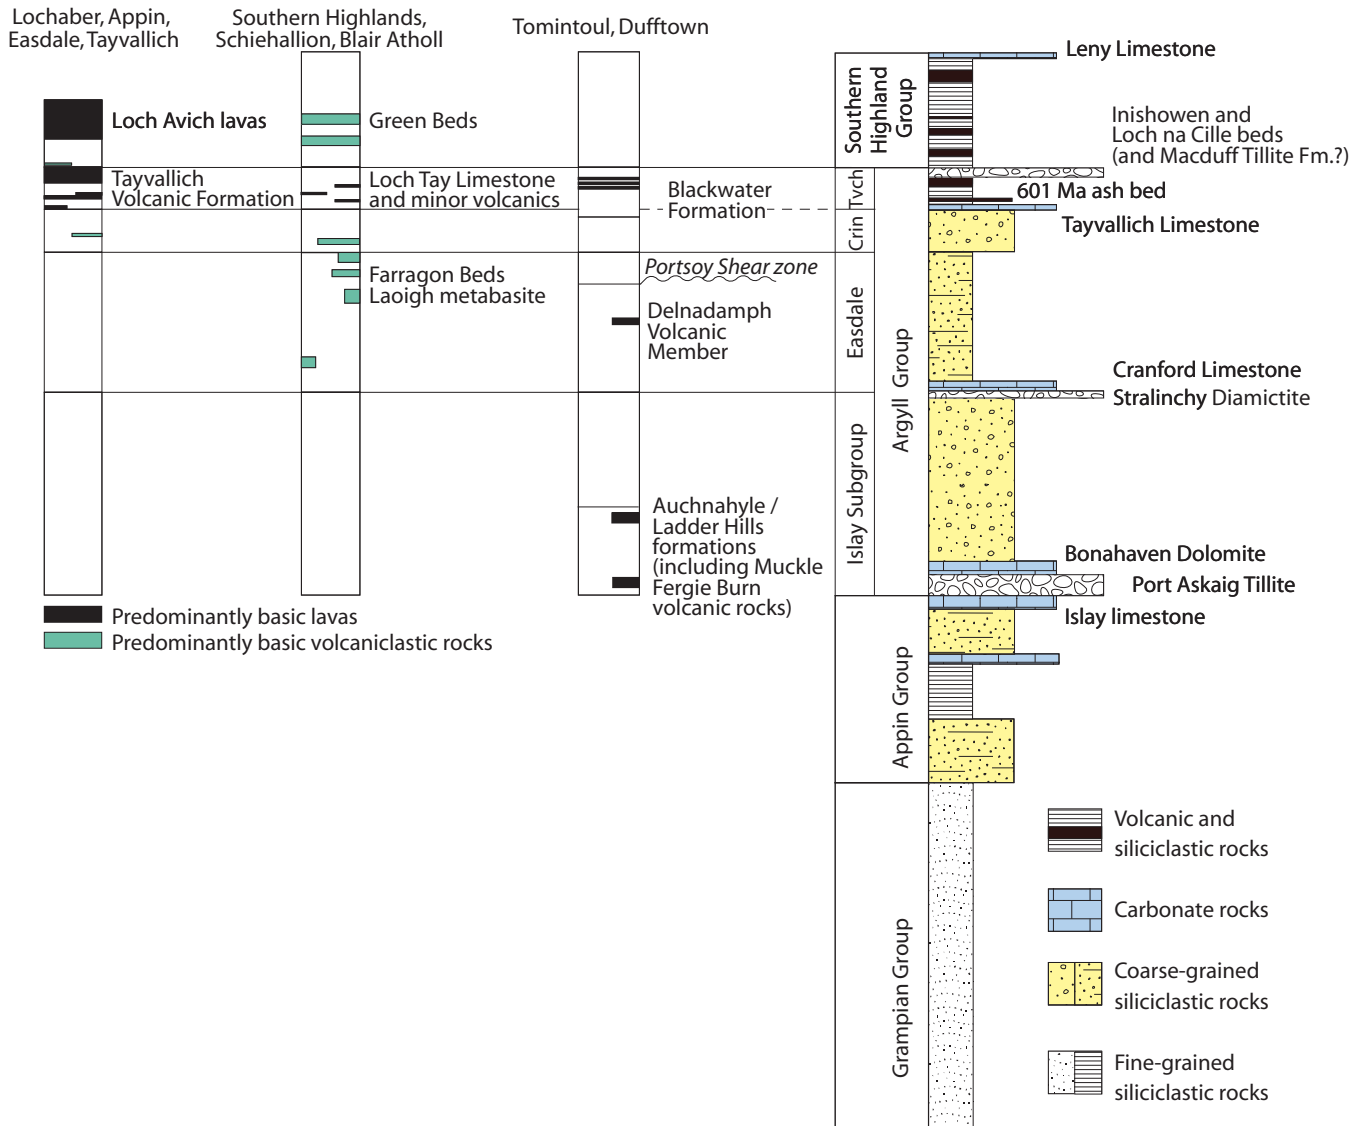 Lochaber, Appin,
Easdale, Tayvallich
Southern Highlands,
Schiehallion, Blair Atholl
Tomintoul, Dufftown
Loch Avich lavas
Tayvallich
Volcanic Formation
Green Beds
Loch Tay Limestone
and minor volcanics
Farragon Beds
Laoigh metabasite
Blackwater
Formation
Portsoy Shear zone
Delnadamph
Volcanic
Member
Auchnahyle /
Ladder Hills
formations
(including Muckle
Fergie Burn
volcanic rocks)
Predominantly basic lavas
Predominantly basic volcaniclastic rocks
Southern
Highland
Group
Tvch
Crin
Easdale
Islay Subgroup
Argyll Group
Appin Group
Grampian Group
Leny Limestone
Inishowen and
Loch na Cille beds
(and Macduff Tillite Fm.?)
601 Ma ash bed
Tayvallich Limestone
Cranford Limestone
Stralinchy Diamictite
Bonahaven Dolomite
Port Askaig Tillite
Islay limestone
Volcanic and
siliciclastic rocks
Carbonate rocks
Coarse-grained
siliciclastic rocks
Fine-grained
siliciclastic rocks